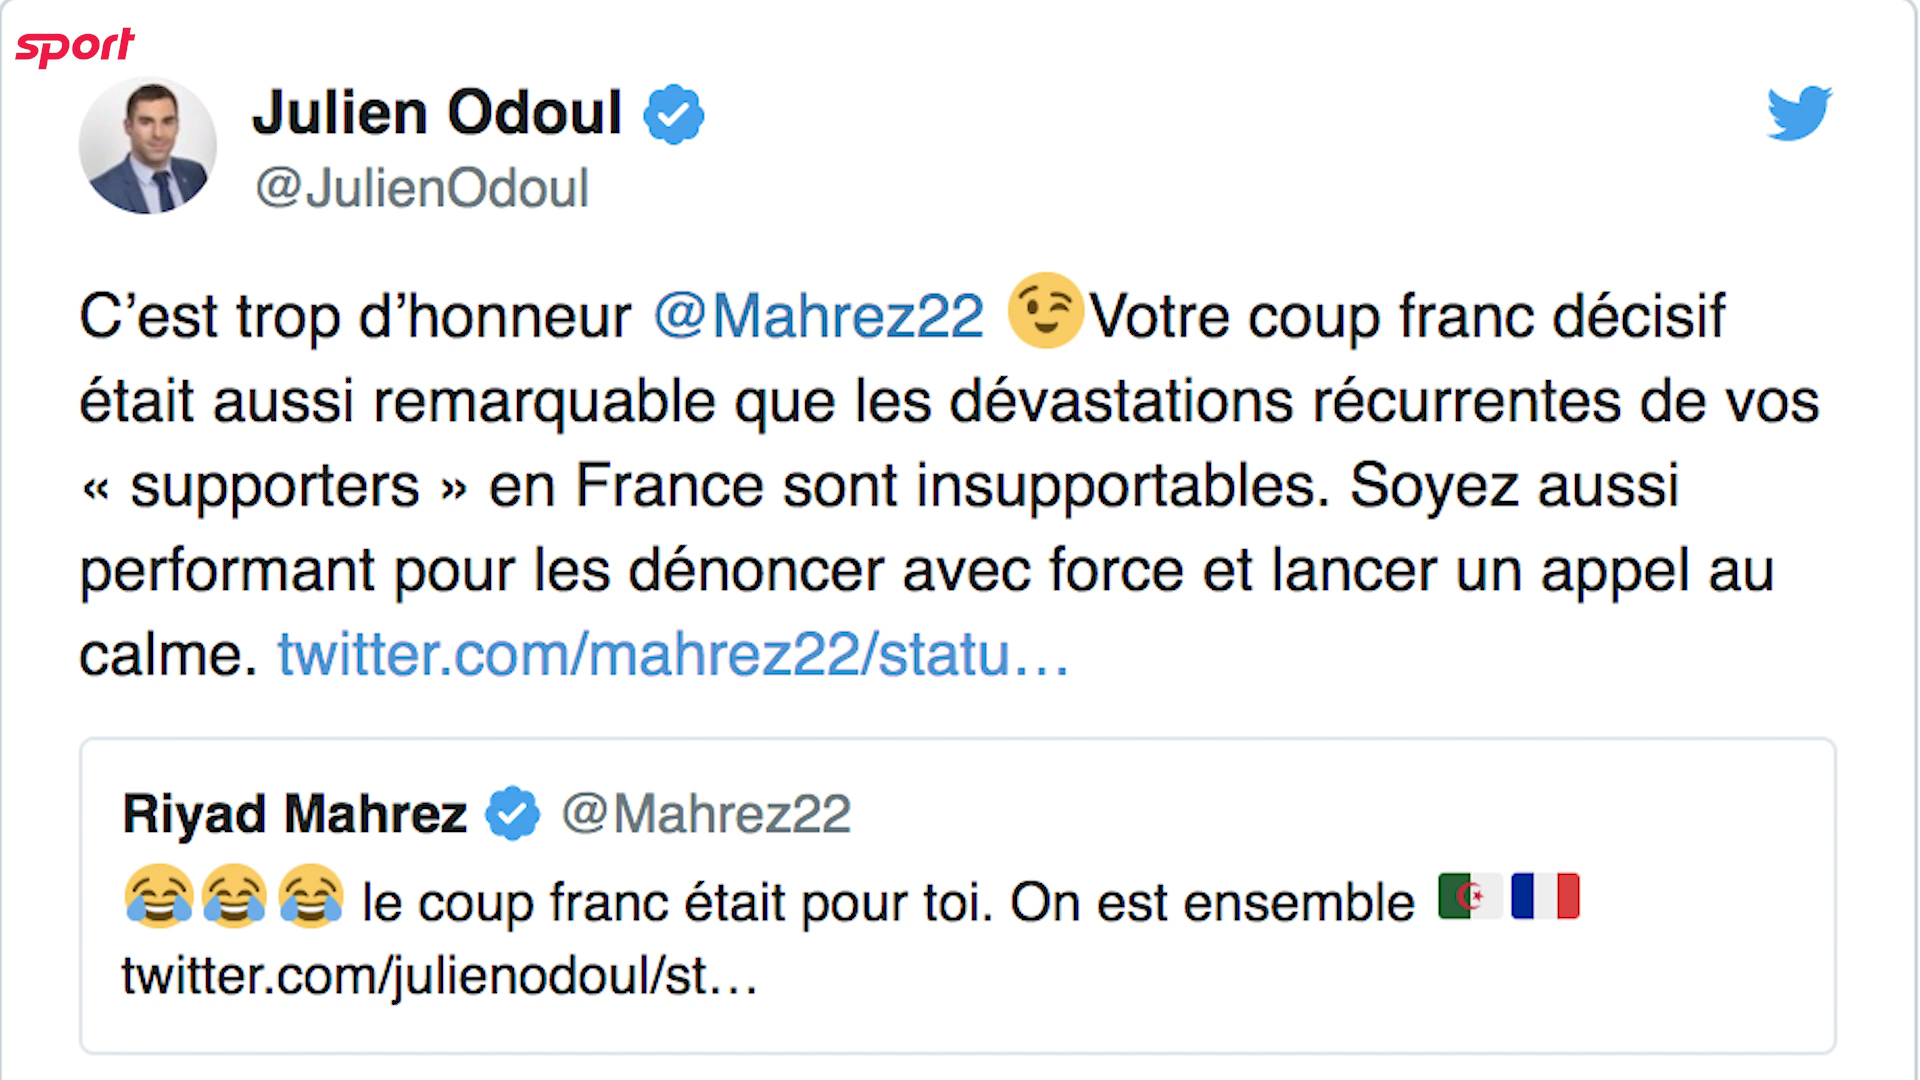 sport
Julien Odoul
@JulienOdoul
C’est trop d’honneur @Mahrez22 😉Votre coup franc décisif
était aussi remarquable que les dévastations récurrentes de vos
« supporters » en France sont insupportables. Soyez aussi
performant pour les dénoncer avec force et lancer un appel au
calme. twitter.com/mahrez22/statu…
Riyad Mahrez @Mahrez22
😂😂😂 le coup franc était pour toi. On est ensemble 🇩🇿🇫🇷
twitter.com/julienodoul/st…